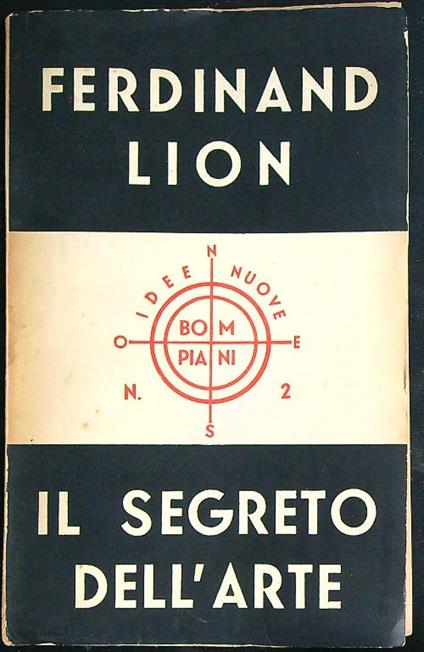 FERDINAND
LION
N
IDEE NUOVE
O
BOM
PIANI
E
N. 2
S
IL SEGRETO
DELL'ARTE